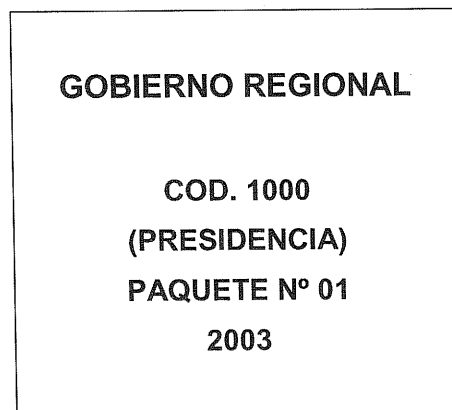 GOBIERNO REGIONAL
COD. 1000
(PRESIDENCIA)
PAQUETE Nº 01
2003